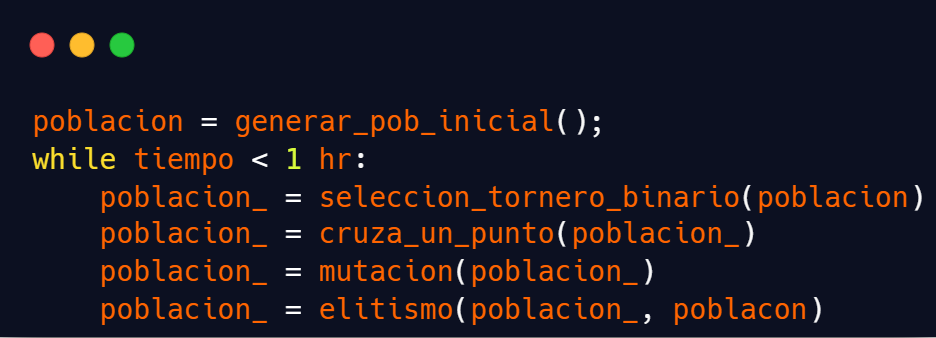 poblacion = generar_pob_inicial();
while tiempo < 1 hr:
    poblacion_ = seleccion_tornero_binario(poblacion)
    poblacion_ = cruza_un_punto(poblacion_)
    poblacion_ = mutacion(poblacion_)
    poblacion_ = elitismo(poblacion_, poblacon)